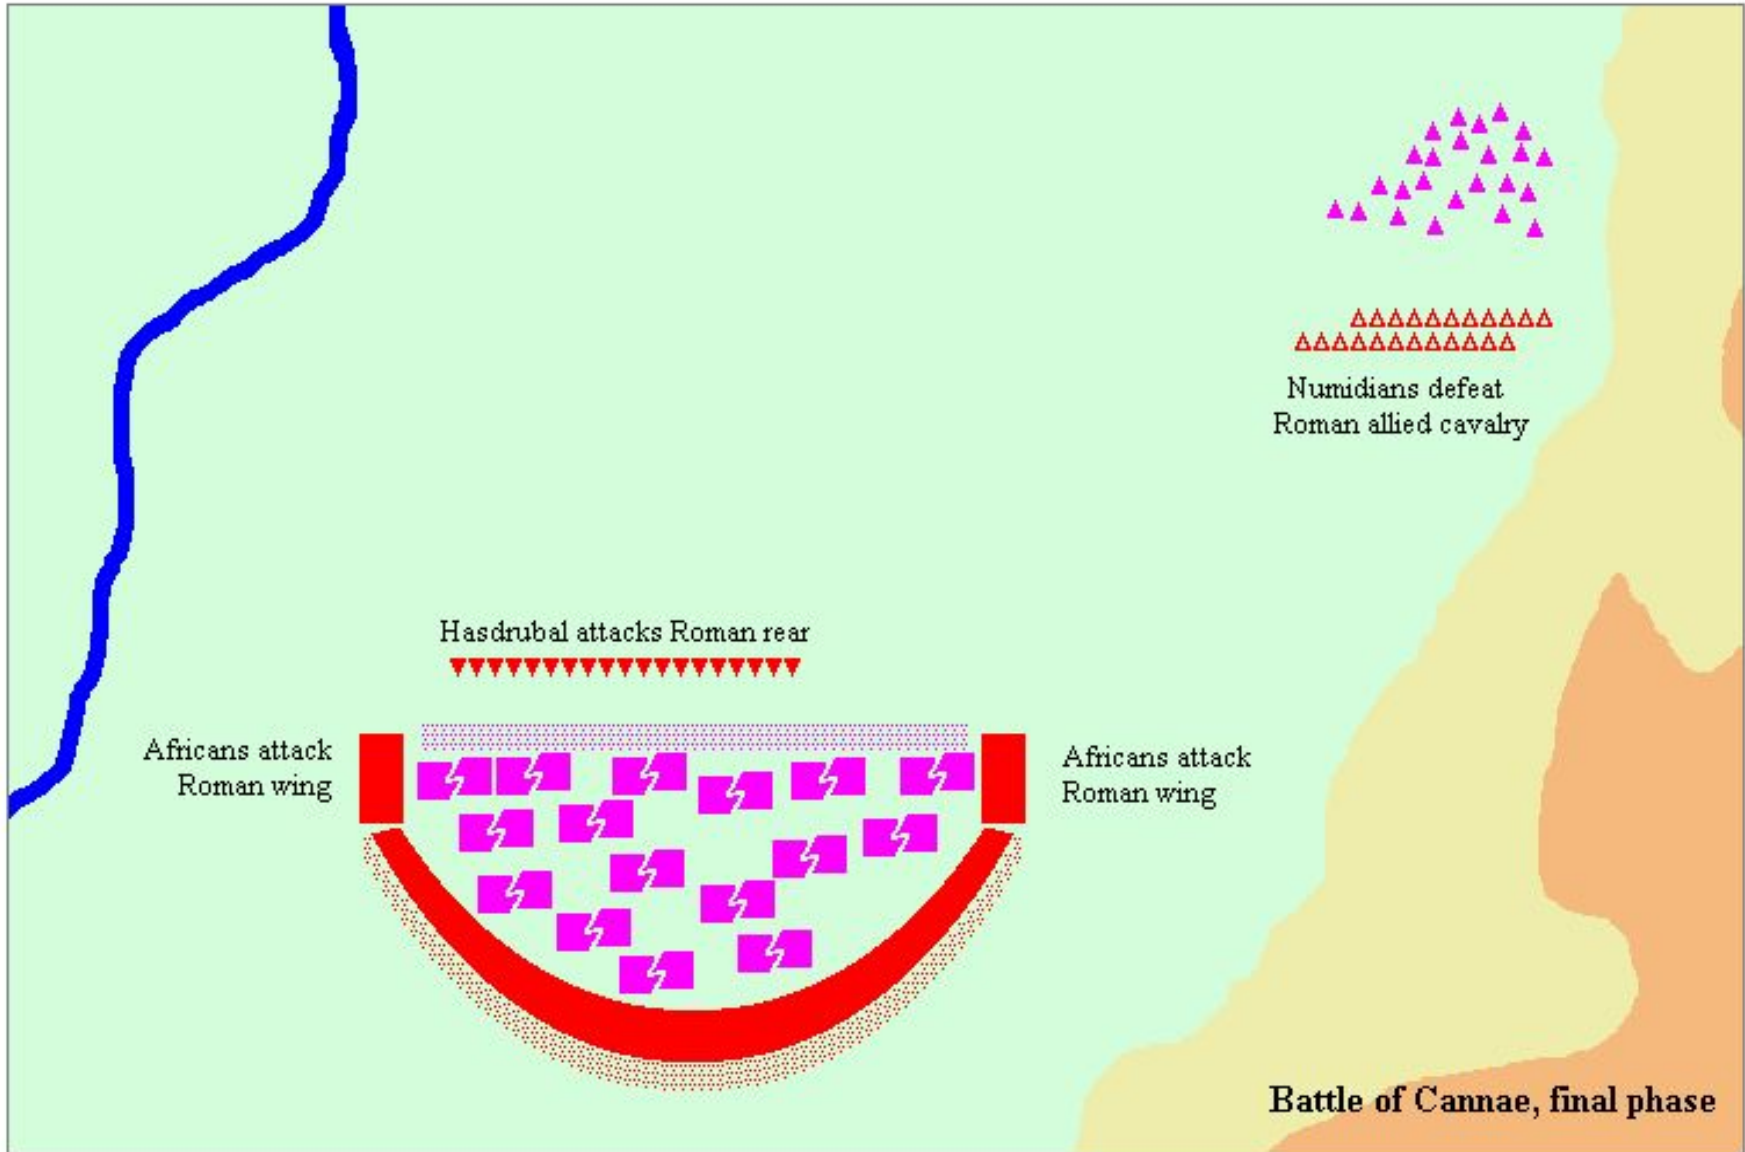 Numidians defeat
Roman allied cavalry
Hasdrubal attacks Roman rear
Africans attack
Roman wing
Africans attack
Roman wing
Battle of Cannae, final phase